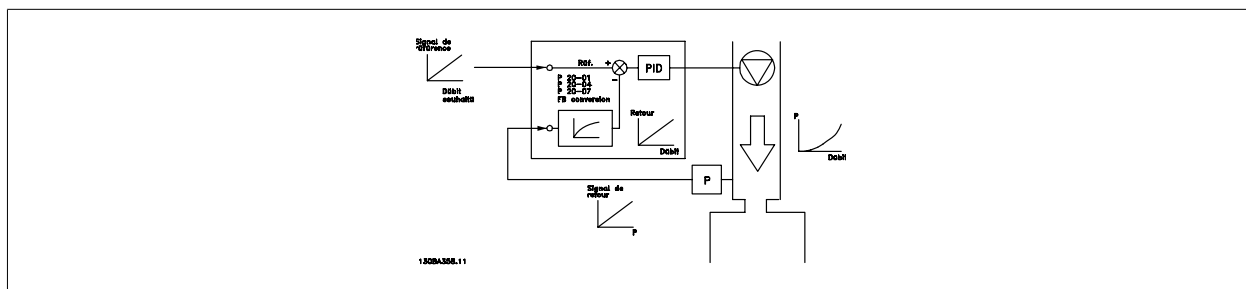 Signal de
référence
Débit
souhaité
Réf.
+
-
PID
P 20-01
P 20-04
P 20-07
FB conversion
Retour
Débit
P
Débit
P
Signal de
retour
P
130BA358.11